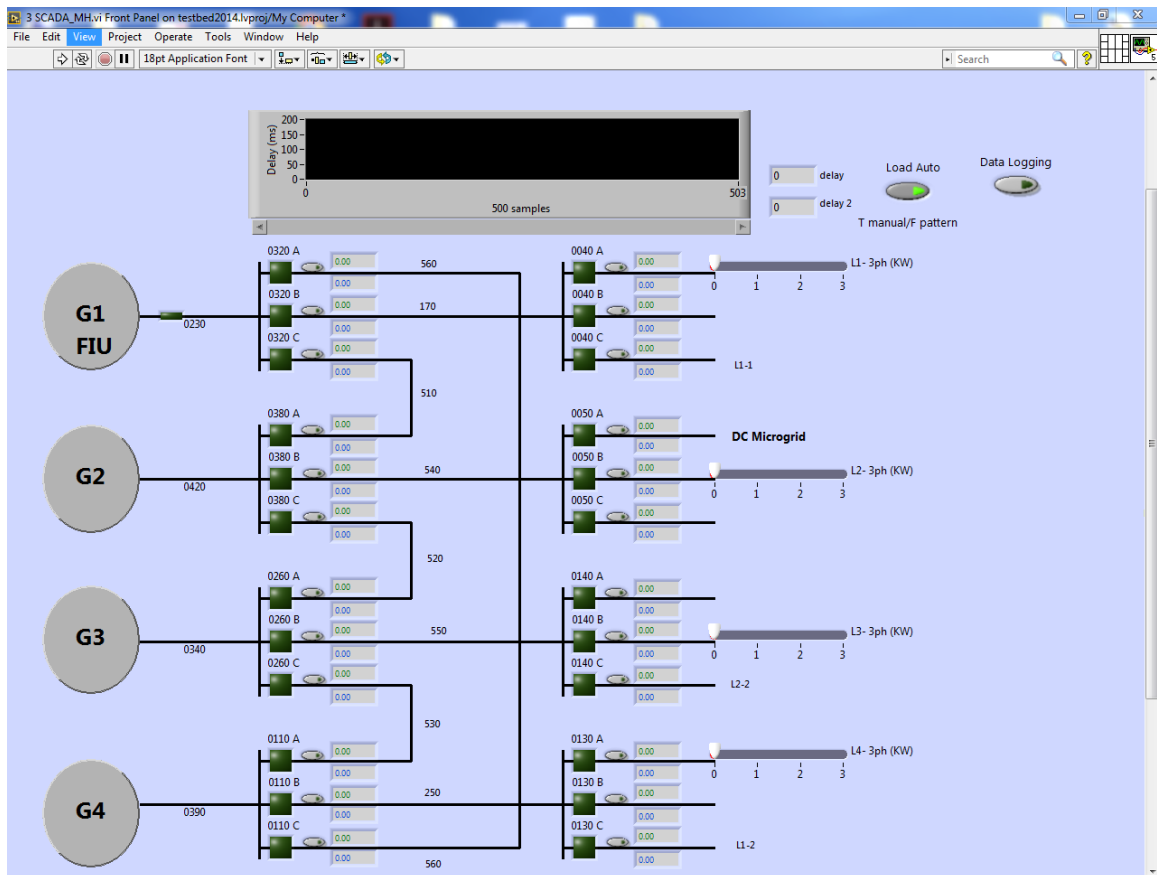 3 SCADA_MH.vi Front Panel on testbed2014.lvproj/My Computer *
File Edit View Project Operate Tools Window Help
18pt Application Font
Search
5
200
150
100
50
0
Delay (ms)
0 503
500 samples
0 delay
0 delay 2
Load Auto
Data Logging
T manual/F pattern
G1
FIU
0230
0320 A 0.00 0.00 560
0320 B 0.00 0.00 170
0320 C 0.00 0.00
510
0040 A 0.00 0.00 L1- 3ph (KW)
0 1 2 3
0040 B 0.00 0.00
0040 C 0.00 0.00 L1-1
G2
0420
0380 A 0.00 0.00
0380 B 0.00 0.00 540
0380 C 0.00 0.00
520
0050 A 0.00 0.00 DC Microgrid
0050 B 0.00 0.00 L2- 3ph (KW)
0 1 2 3
0050 C 0.00 0.00
G3
0340
0260 A 0.00 0.00
0260 B 0.00 0.00 550
0260 C 0.00 0.00
530
0140 A 0.00 0.00
0140 B 0.00 0.00 L3- 3ph (KW)
0 1 2 3
0140 C 0.00 0.00 L2-2
G4
0390
0110 A 0.00 0.00
0110 B 0.00 0.00 250
0110 C 0.00 0.00
560
0130 A 0.00 0.00 L4- 3ph (KW)
0 1 2 3
0130 B 0.00 0.00
0130 C 0.00 0.00 L1-2